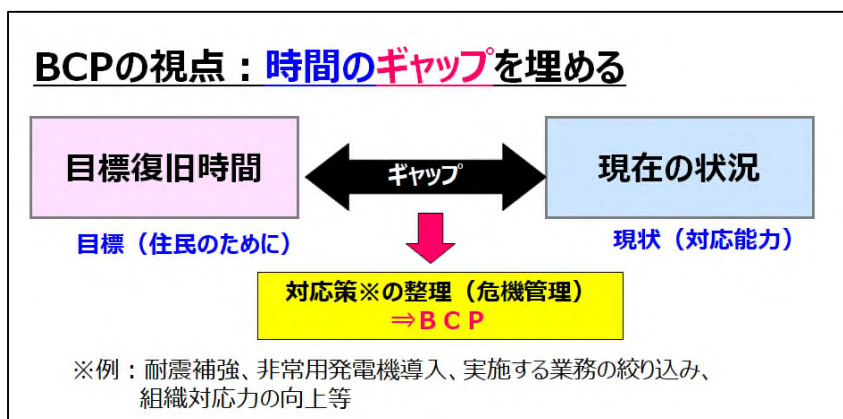 BCPの視点：時間のギャップを埋める
目標復旧時間
ギャップ
現在の状況
目標（住民のために）
現状（対応能力）
対応策※の整理（危機管理）
⇒ＢＣＰ
※例：耐震補強、非常用発電機導入、実施する業務の絞り込み、
組織対応力の向上等